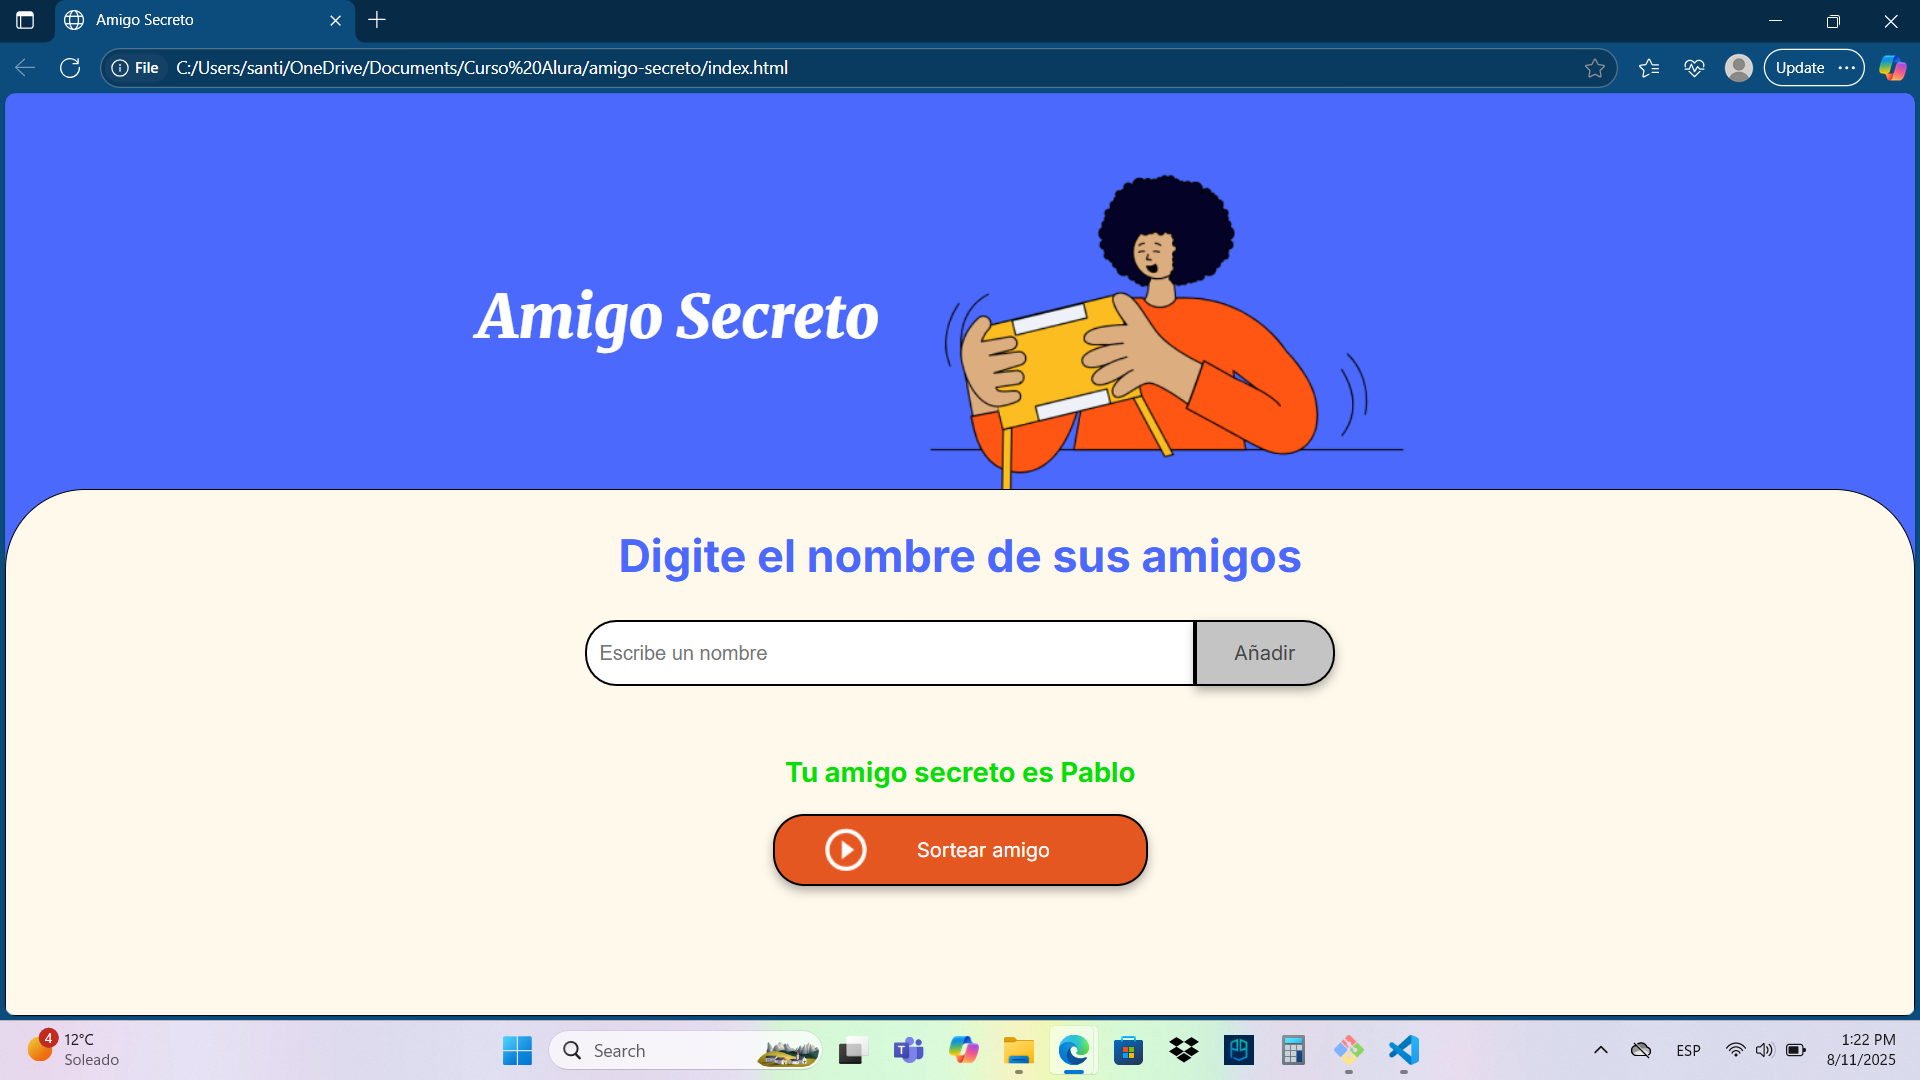 Amigo Secreto
File
C:/Users/santi/OneDrive/Documents/Curso%20Alura/amigo-secreto/index.html
Update
Amigo Secreto
Digite el nombre de sus amigos
Escribe un nombre
Añadir
Tu amigo secreto es Pablo
Sortear amigo
4
12°C
Soleado
Search
ESP
1:22 PM
8/11/2025